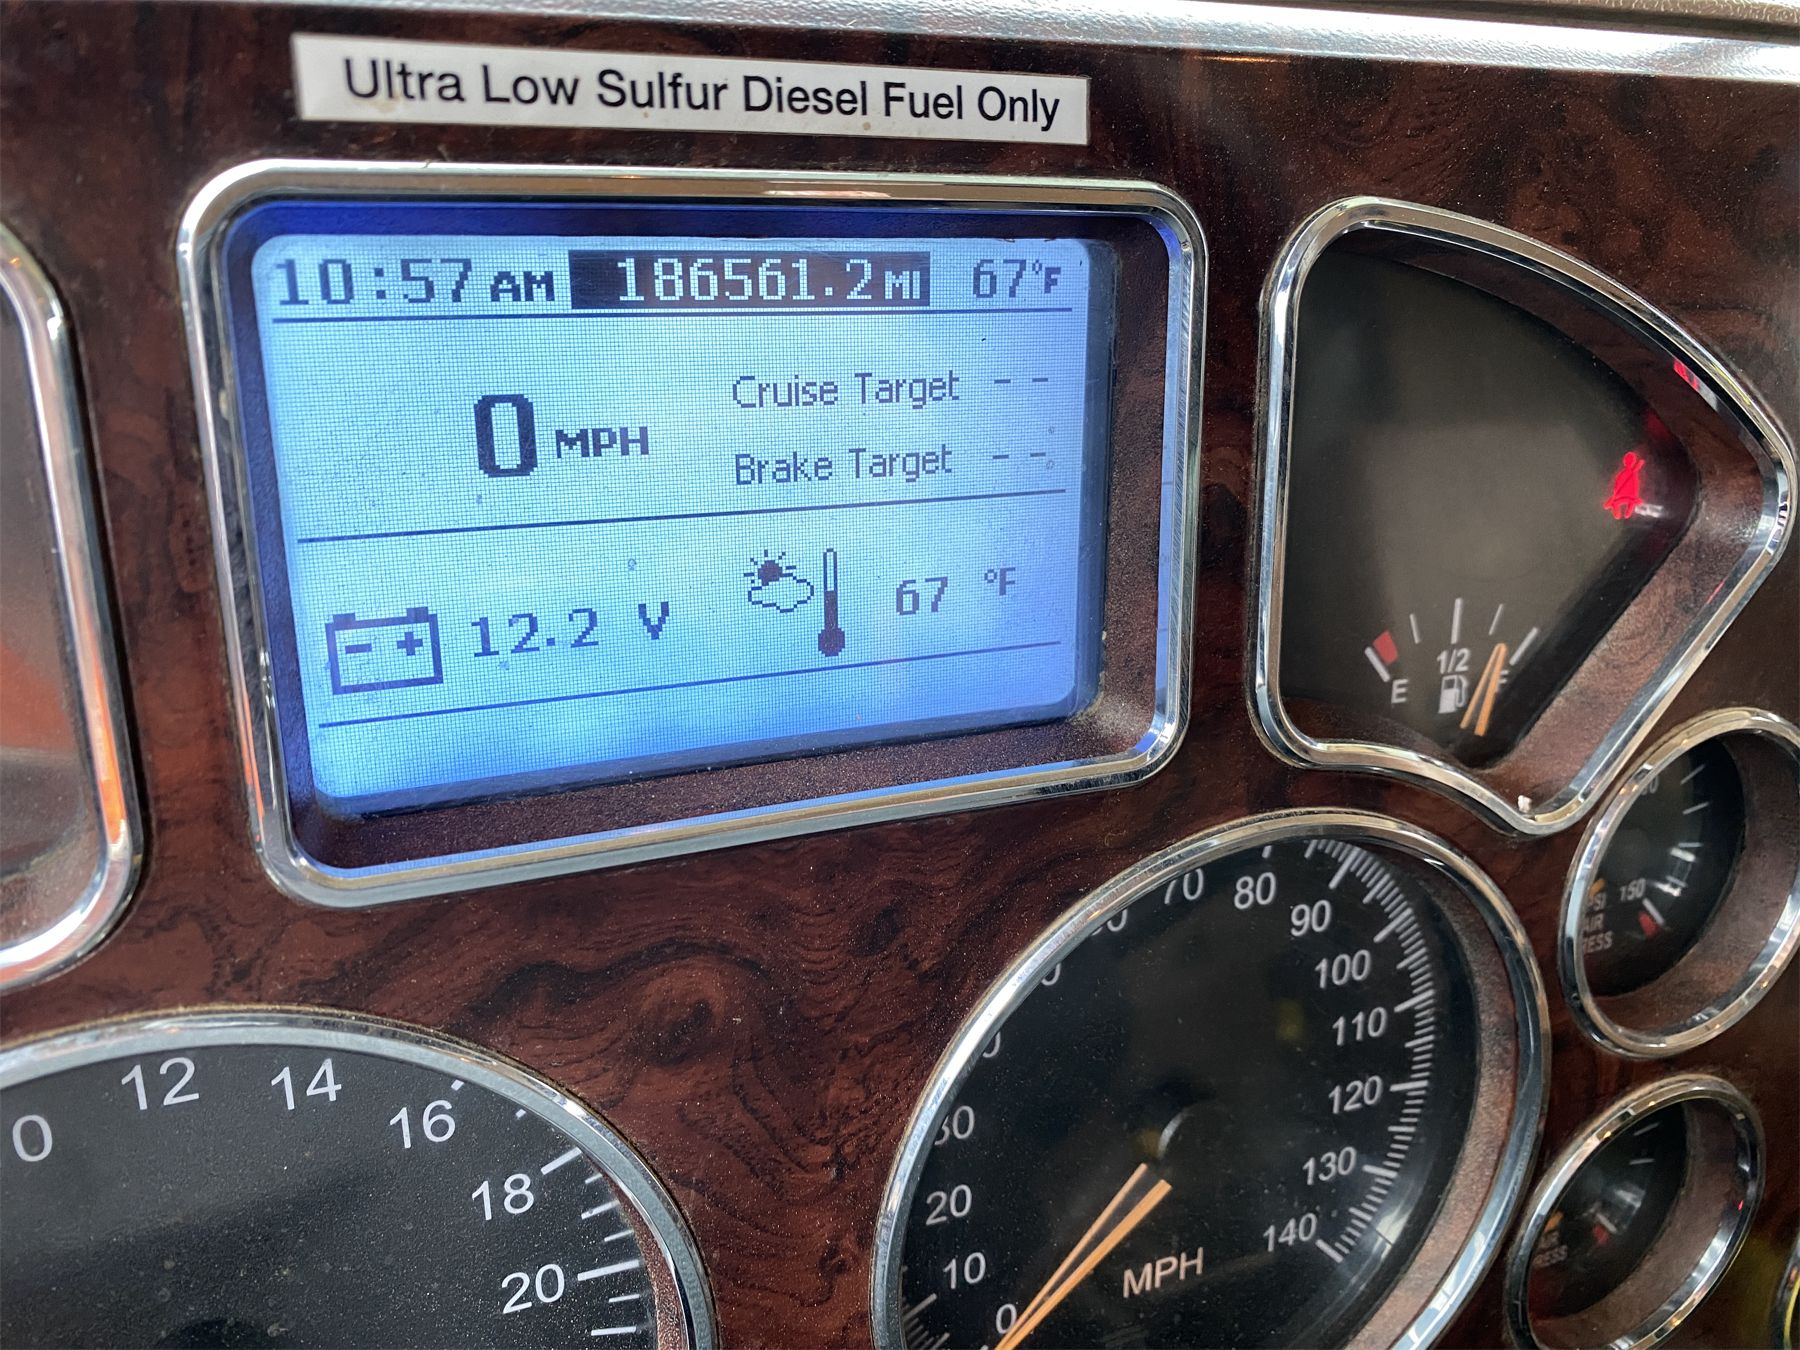 Ultra Low Sulfur Diesel Fuel Only
10:57 AM 186561.2 MI 67°F
0 MPH
Cruise Target --
Brake Target --
- + 12.2 V 67 °F
E 1/2 F
70 80 90 100 110 120 130 140
30 20 10 0
MPH
150
12 14 16 18 20